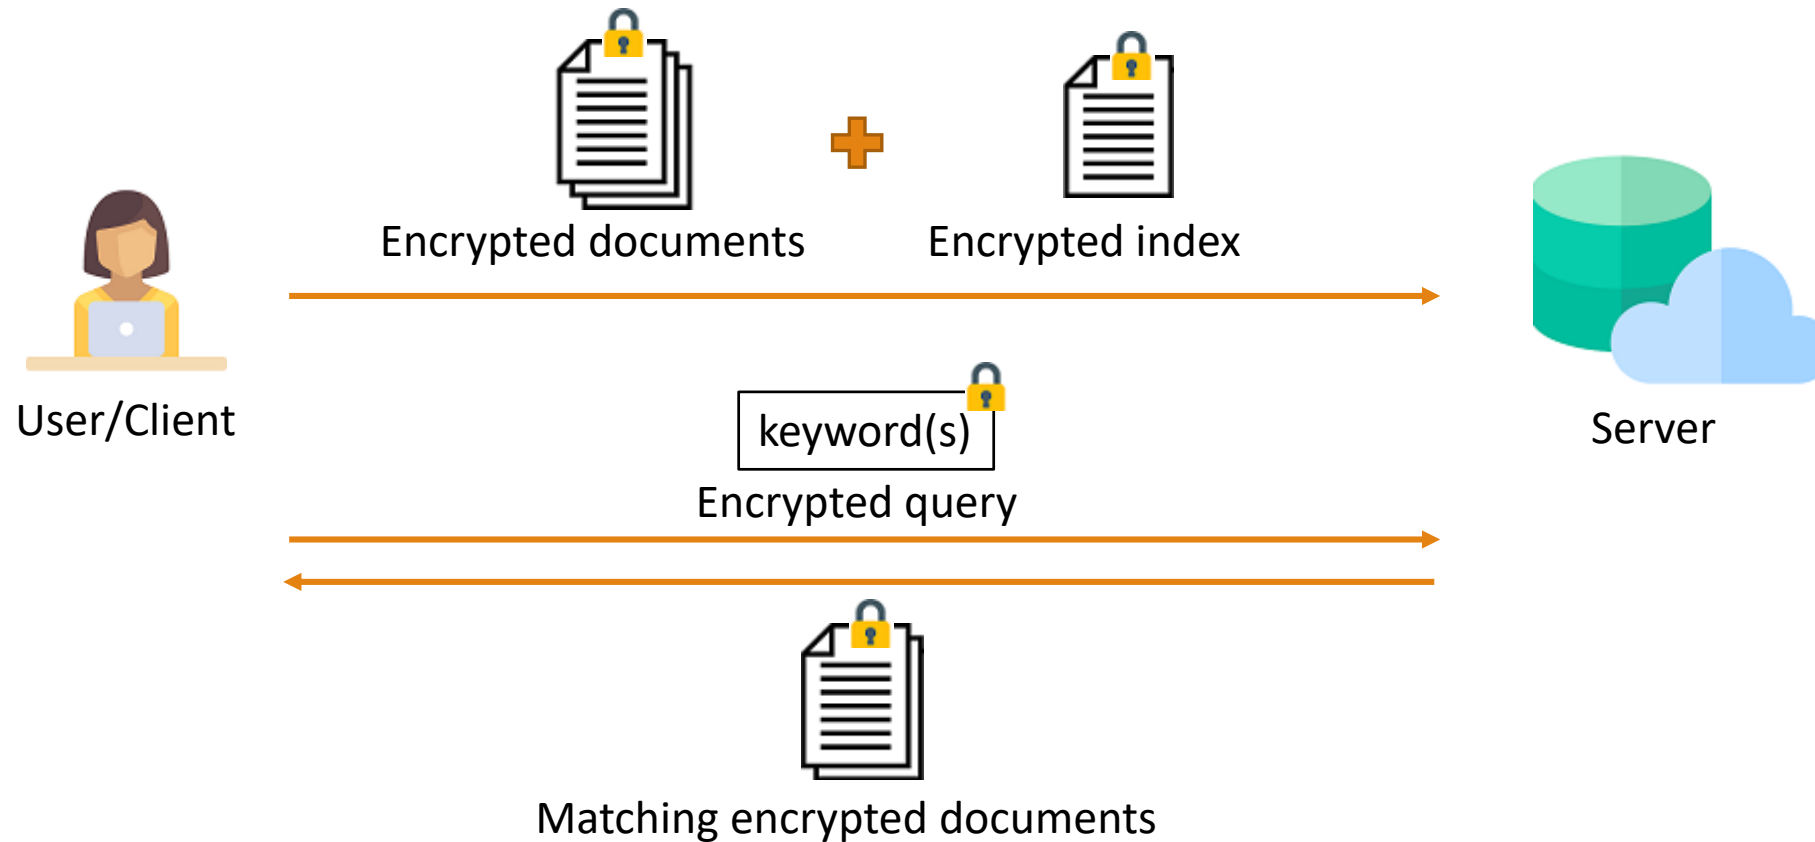 Encrypted documents
Encrypted index
User/Client
keyword(s)
Server
Encrypted query
Matching encrypted documents